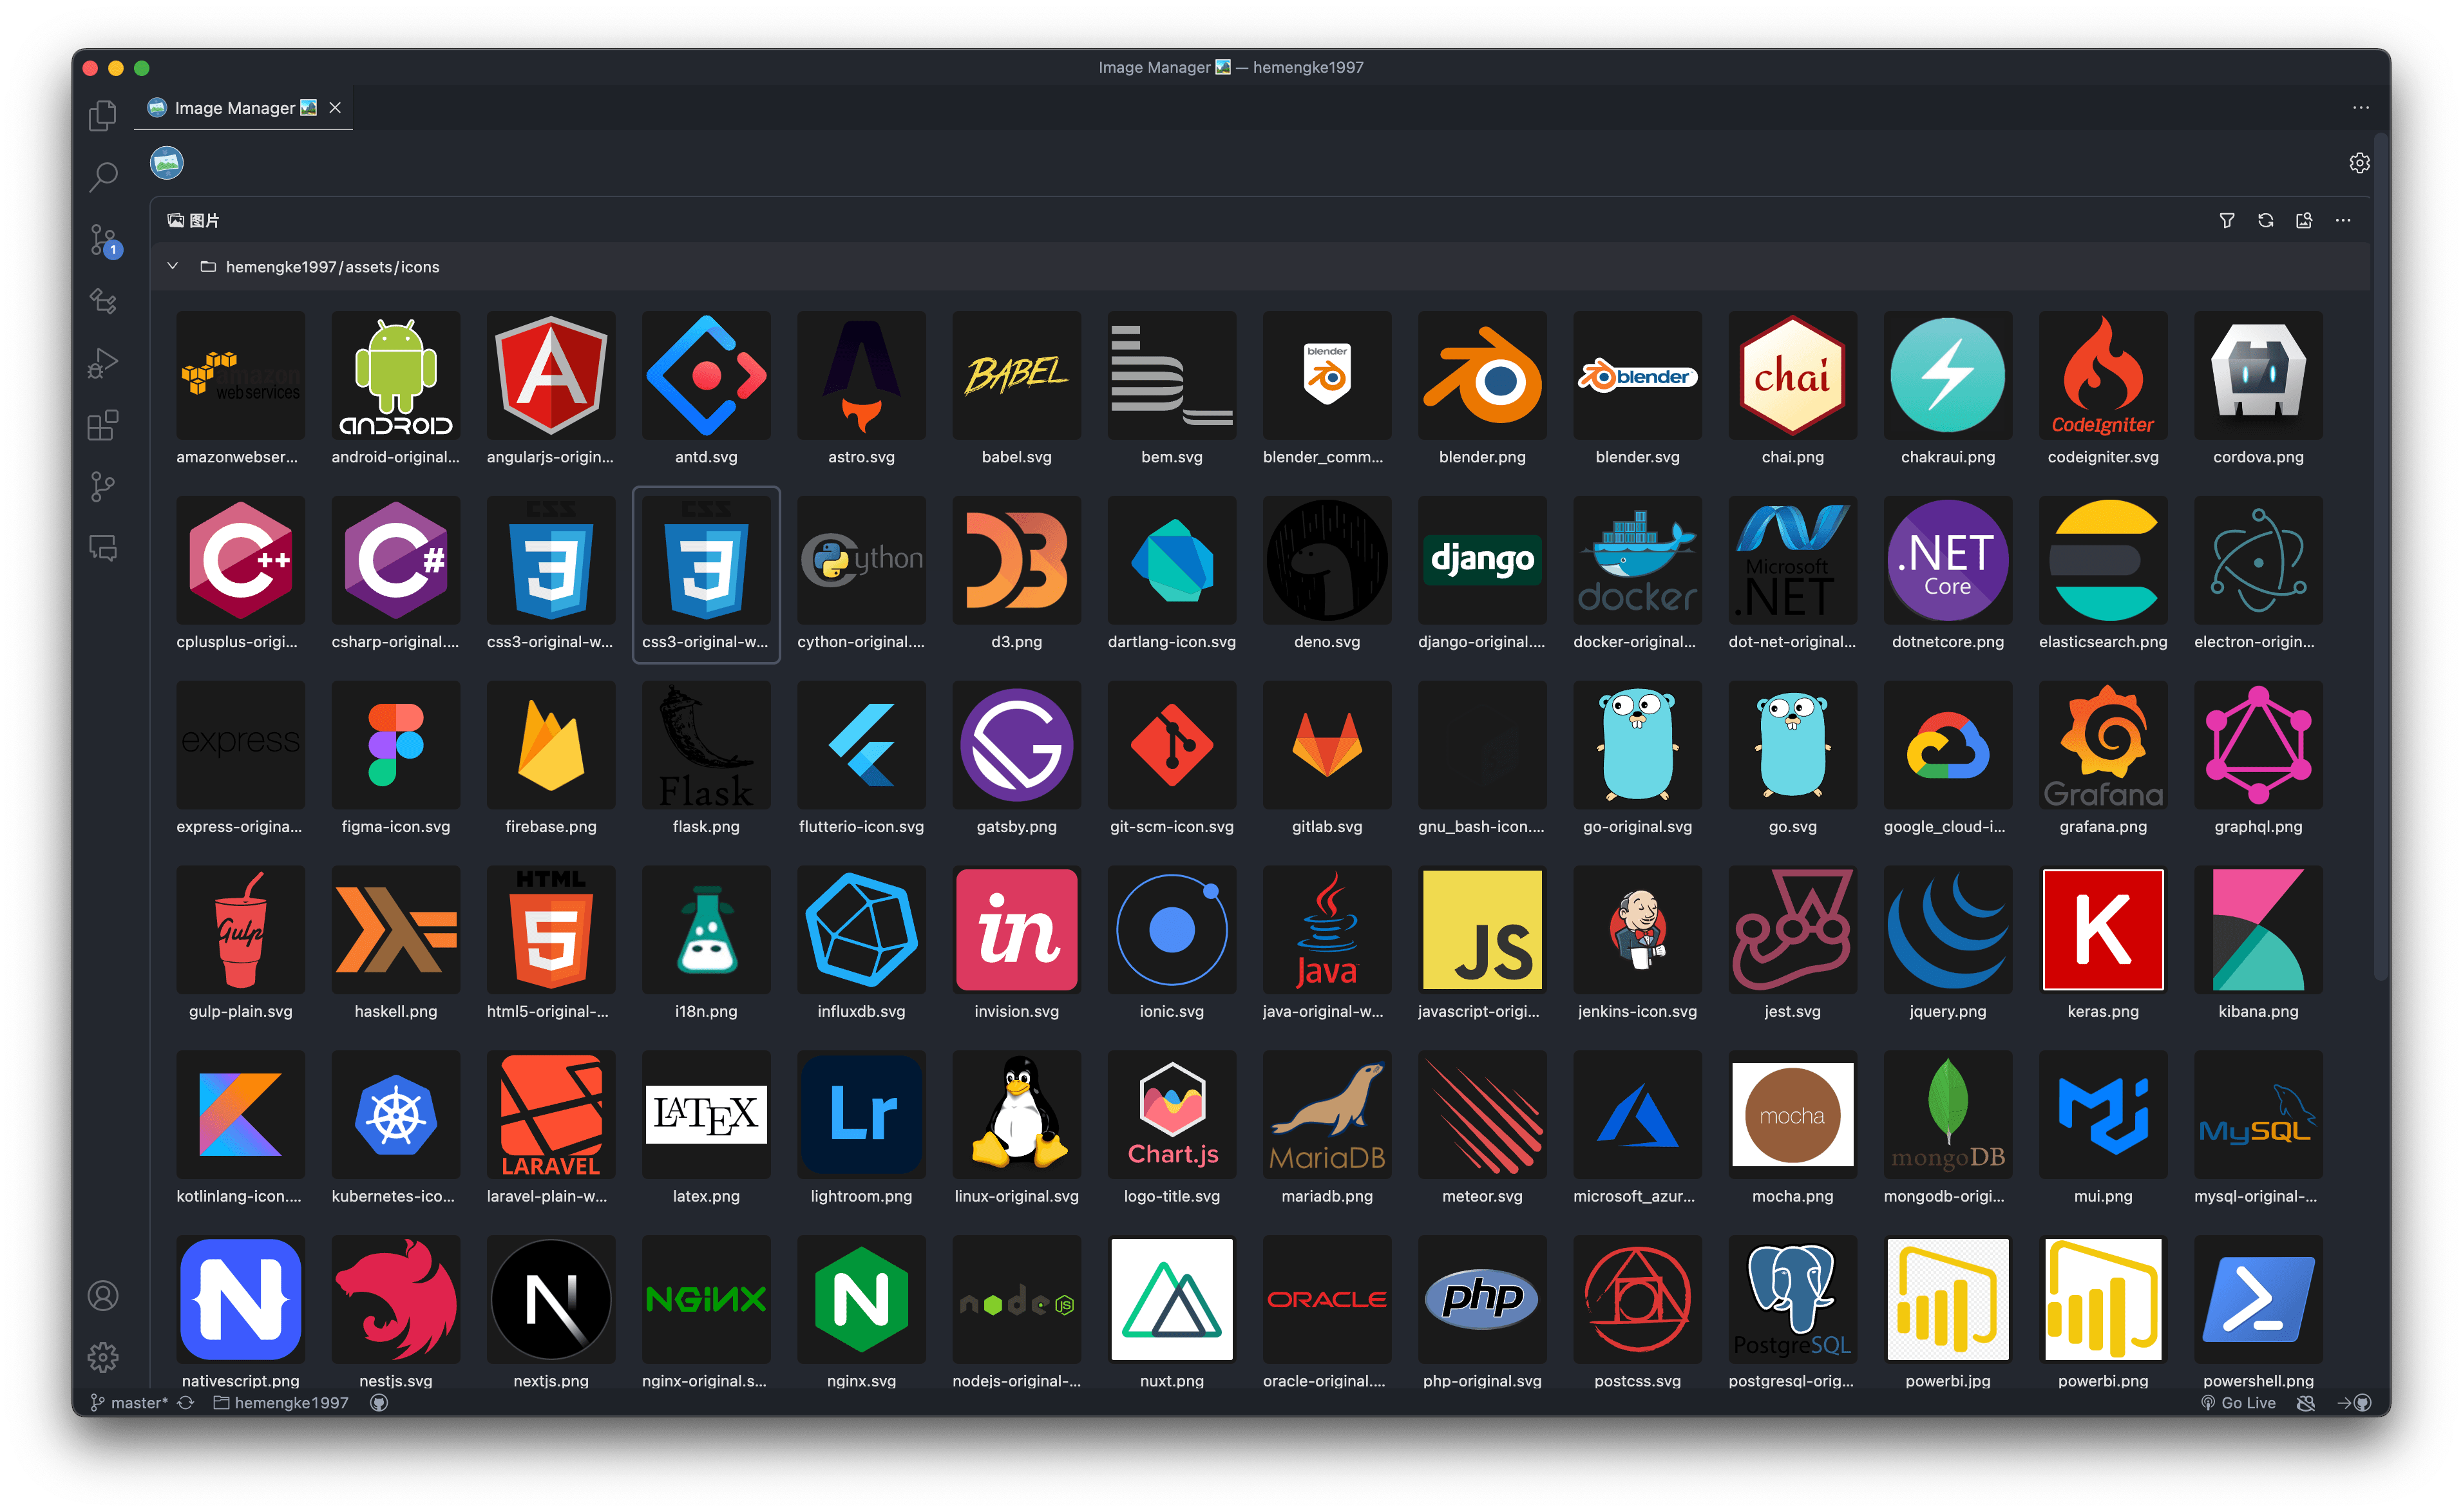 Image Manager — hemengke1997
Image Manager
图片
1
hemengke1997/assets/icons
amazon
webservices
android
BABEL
blender
blender
chai
CodeIgniter
amazonwebser...
android-original...
angularjs-origin...
antd.svg
astro.svg
babel.svg
bem.svg
blender_comm...
blender.png
blender.svg
chai.png
chakraui.png
codeigniter.svg
cordova.png
C++
C#
CSS
3
CSS
3
Cython
D3
django
docker
Microsoft
.NET
.NET
Core
cplusplus-origi...
csharp-original....
css3-original-w...
css3-original-w...
cython-original....
d3.png
dartlang-icon.svg
deno.svg
django-original....
docker-original...
dot-net-original...
dotnetcore.png
elasticsearch.png
electron-origin...
express
Flask
Grafana
express-origina...
figma-icon.svg
firebase.png
flask.png
flutterio-icon.svg
gatsby.png
git-scm-icon.svg
gitlab.svg
gnu_bash-icon....
go-original.svg
go.svg
google_cloud-i...
grafana.png
graphql.png
Gulp
HTML
5
in
Java
JS
K
gulp-plain.svg
haskell.png
html5-original-...
i18n.png
influxdb.svg
invision.svg
ionic.svg
java-original-w...
javascript-origi...
jenkins-icon.svg
jest.svg
jquery.png
keras.png
kibana.png
LARAVEL
LATEX
Lr
Chart.js
MariaDB
mocha
mongoDB
MySQL
kotlinlang-icon....
kubernetes-ico...
laravel-plain-w...
latex.png
lightroom.png
linux-original.svg
logo-title.svg
mariadb.png
meteor.svg
microsoft_azur...
mocha.png
mongodb-origi...
mui.png
mysql-original-...
N
N
NGINX
N
node
JS
ORACLE
php
PostgreSQL
nativescript.png
nestjs.svg
nextjs.png
nginx-original.s...
nginx.svg
nodejs-original-...
nuxt.png
oracle-original....
php-original.svg
postcss.svg
postgresql-orig...
powerbi.jpg
powerbi.png
powershell.png
master*
hemengke1997
Go Live